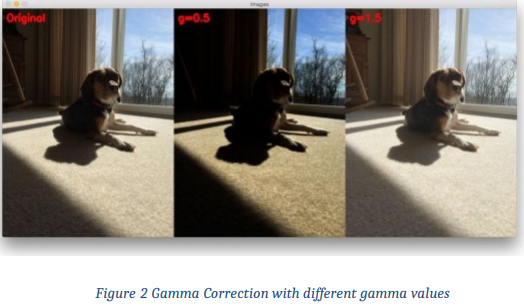 Images
Original
g=0.5
g=1.5
Figure 2 Gamma Correction with different gamma values